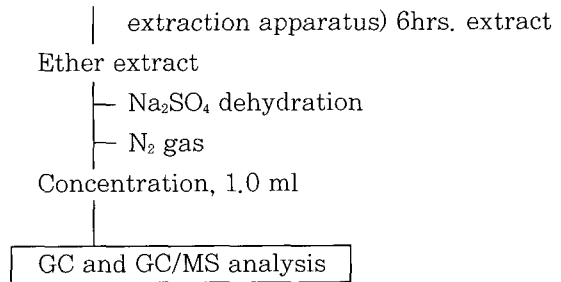 extraction apparatus) 6hrs. extract
Ether extract
Na₂SO₄ dehydration
N₂ gas
Concentration, 1.0 ml
GC and GC/MS analysis